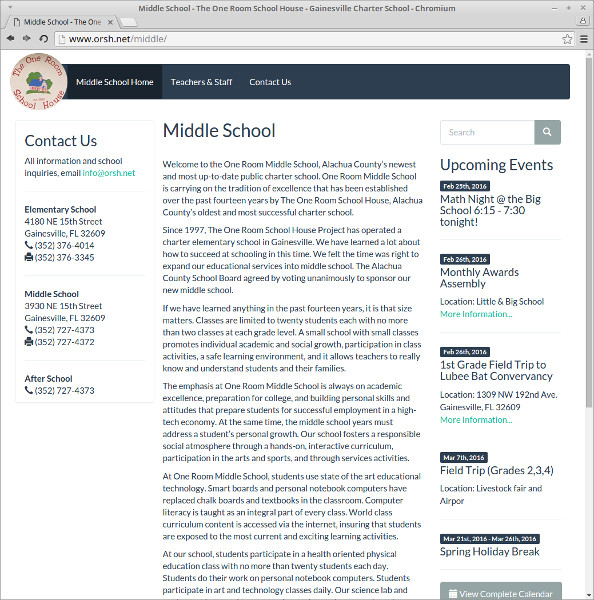 Middle School - The One Room School House - Gainesville Charter School - Chromium
Middle School - The One
www.orsh.net/middle/
The One Room
School House
Middle School Home
Teachers & Staff
Contact Us
Contact Us
All information and school
inquiries, email info@orsh.net
Elementary School
4180 NE 15th Street
Gainesville, FL 32609
(352) 376-4014
(352) 376-3345
Middle School
3930 NE 15th Street
Gainesville, FL 32609
(352) 727-4373
(352) 727-4372
After School
(352) 727-4373
Middle School
Welcome to the One Room Middle School, Alachua County's newest
and most up-to-date public charter school. One Room Middle School
is carrying on the tradition of excellence that has been established
over the past fourteen years by The One Room School House, Alachua
County's oldest and most successful charter school.
Since 1997, The One Room School House Project has operated a
charter elementary school in Gainesville. We have learned a lot about
how to succeed at schooling in this time. We felt the time was right to
expand our educational services into middle school. The Alachua
County School Board agreed by voting unanimously to sponsor our
new middle school.
If we have learned anything in the past fourteen years, it is that size
matters. Classes are limited to twenty students each with no more
than two classes at each grade level. A small school with small classes
promotes individual academic and social growth, participation in class
activities, a safe learning environment, and it allows teachers to really
know and understand students and their families.
The emphasis at One Room Middle School is always on academic
excellence, preparation for college, and building personal skills and
attitudes that prepare students for successful employment in a high-
tech economy. At the same time, the middle school years must
address a student's personal growth. Our school fosters a responsible
social atmosphere through a hands-on, interactive curriculum,
participation in the arts and sports, and through services activities.
At One Room Middle School, students use state of the art educational
technology. Smart boards and personal notebook computers have
replaced chalk boards and textbooks in the classroom. Computer
literacy is taught as an integral part of every class. World class
curriculum content is accessed via the internet, insuring that students
are exposed to the most current and exciting learning activities.
At our school, students participate in a health oriented physical
education class with no more than twenty students each day.
Students do their work on personal notebook computers. Students
participate in art and technology classes daily. Our science lab and
Search
Upcoming Events
Feb 25th, 2016
Math Night @ the Big
School 6:15 - 7:30
tonight!
Feb 26th, 2016
Monthly Awards
Assembly
Location: Little & Big School
More Information...
Feb 26th, 2016
1st Grade Field Trip to
Lubee Bat Convervancy
Location: 1309 NW 192nd Ave.
Gainesville, FL 32609
More Information...
Mar 7th, 2016
Field Trip (Grades 2,3,4)
Location: Livestock fair and
Airpor
Mar 21st, 2016 - Mar 26th, 2016
Spring Holiday Break
View Complete Calendar